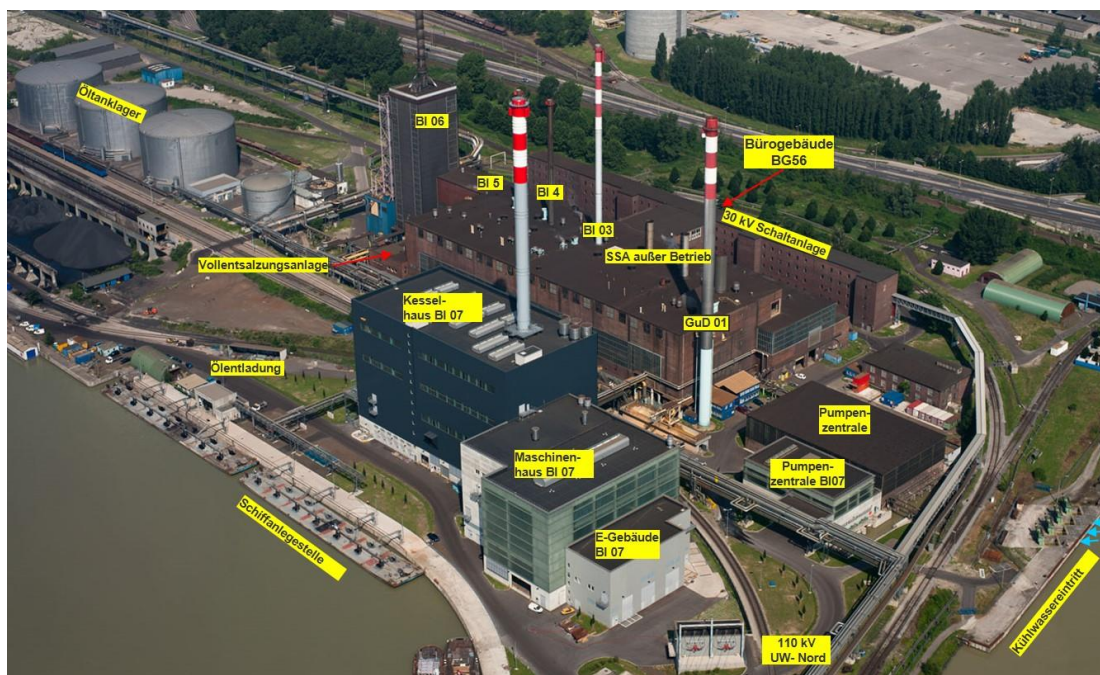 Öltanklager
Bl 06
Bürogebäude
BG56
Bl 5
Bl 4
30 kV Schaltanlage
Bl 03
SSA außer Betrieb
Vollentsalzungsanlage
Kessel-
haus Bl 07
GuD 01
Ölentladung
Pumpen-
zentrale
Maschinen-
haus Bl 07
Pumpen-
zentrale Bl07
Schiffanlegestelle
E-Gebäude
Bl 07
Kühlwassereintritt
110 kV
UW- Nord